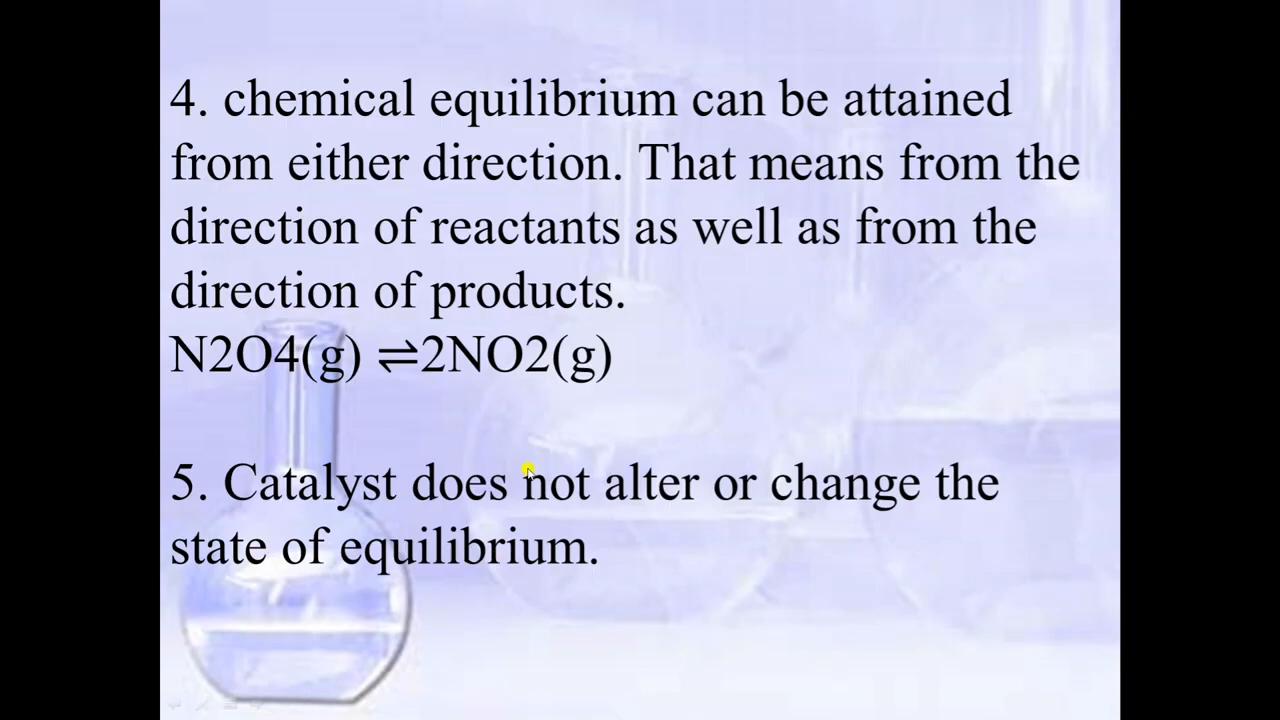 4. chemical equilibrium can be attained
from either direction. That means from the
direction of reactants as well as from the
direction of products.
N2O4(g) ⇌2NO2(g)
5. Catalyst does not alter or change the
state of equilibrium.